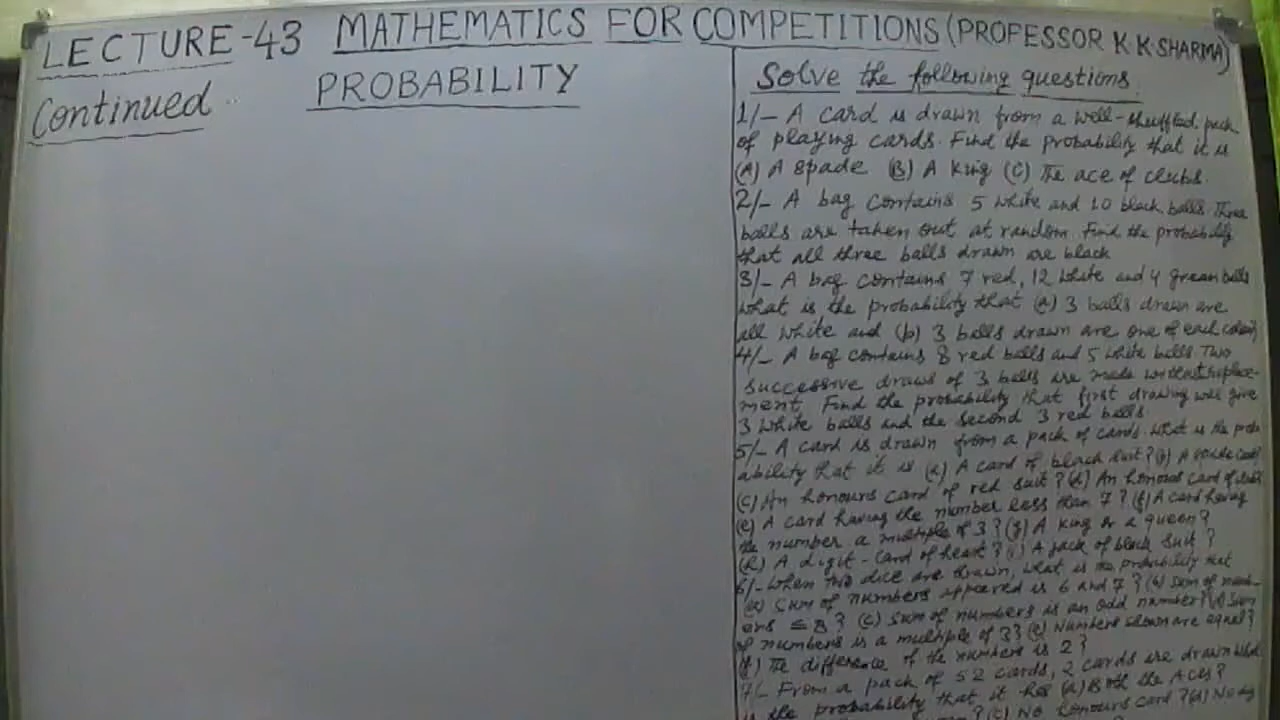 LECTURE-43 MATHEMATICS FOR COMPETITIONS (PROFESSOR K K SHARMA)
Continued
PROBABILITY
Solve the following questions
1/- A card is drawn from a well-shuffled pack
of playing cards. Find the probability that it is
(A) A spade (B) A King (C) The ace of clubs.
2/- A bag contains 5 white and 10 black balls. Three
balls are taken out at random. Find the probability
that all three balls drawn are black
3/- A bag contains 7 red, 12 white and 4 green balls
what is the probability that (a) 3 balls drawn are
all white and (b) 3 balls drawn are one of each colour
4/- A bag contains 8 red balls and 5 white balls. Two
successive draws of 3 balls are made without replace-
ment. Find the probability that first drawing will give
3 white balls and the second 3 red balls.
5/- A card is drawn from a pack of cards. What is the prob
ability that it is (a) A card of black suit? (b) A
(c) An honours card of red suit? (d) An honours card of
(e) A card having the number less than 7? (f) A card having
the number a multiple of 3? (g) A king or a queen?
(h) A digit-card of heart? (i) A jack of black suit?
6/- When two dice are thrown, what is the probability that
(a) Sum of numbers appeared is 6 and 7? (b) Sum of numb-
ers ≤ 8? (c) Sum of numbers is an odd number? (d) Sum
of numbers is a multiple of 3? (e) Numbers shown are equal?
(f) The difference of the numbers is 2?
7/- From a pack of 52 cards, 2 cards are drawn
the probability that it has (a) Both the Aces?
? (c) No honours card? (d) No